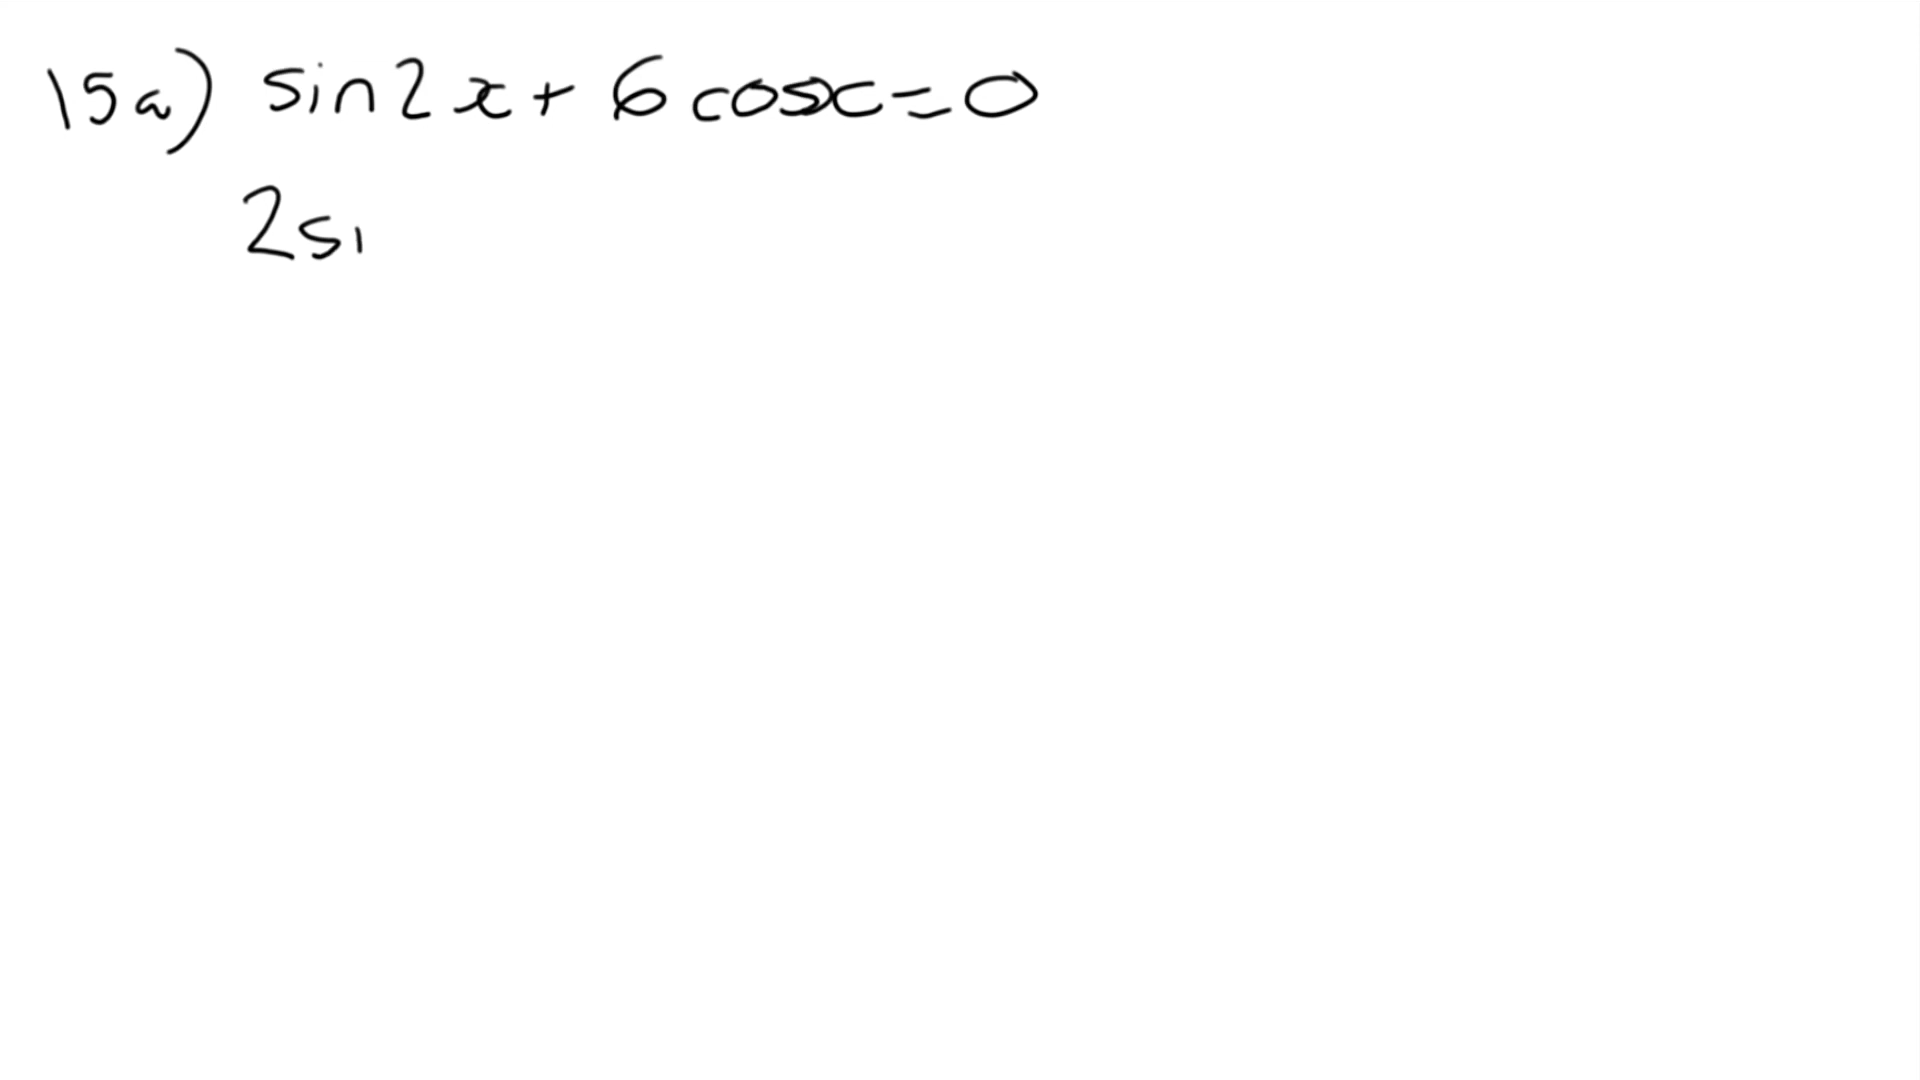 15a) sin2x + 6cosx = 0
2si